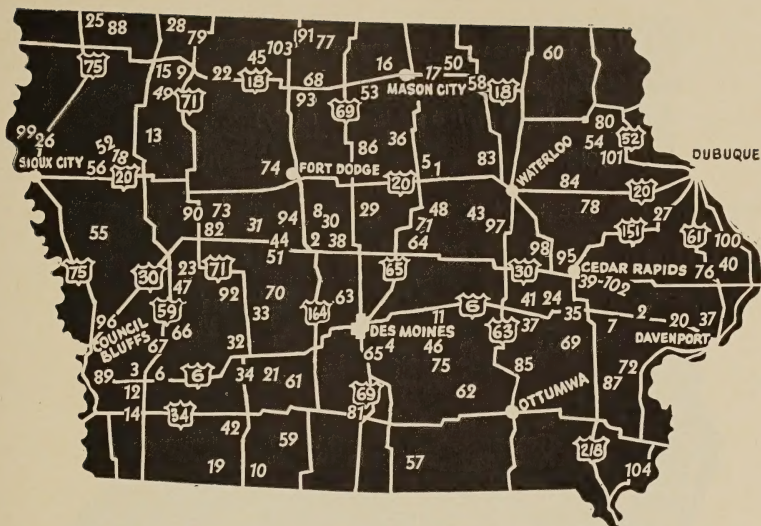 25 88 28 79 91 77 103 45
75 15 9 22 18 68 16 17 50 60
49 71 93 53 MASON CITY 58 18
69
99 26 13 86 36 80 54 52
52 18 101 DUBUQUE
SIOUX CITY 56 20 74 FORT DODGE 20 5 1 83 WATERLOO 84 20
90 73 29 48 78 27
55 82 31 94 8 30 71 43 97 151 61 100
44 2 38 64 98 95 40
75 30 51 65 30 CEDAR RAPIDS 76
23 71 39-102
47 92 70 63
59 33 164 11 6 41 24 35 2 20 37
96 66 DES MOINES 63 37 7 DAVENPORT
COUNCIL BLUFFS 67 32 65 4 46 69
89 3 6 6 34 21 61 75 85 72
12 69 62 87
14 34 81 OTTUMWA
42 59 218
19 10 57 104